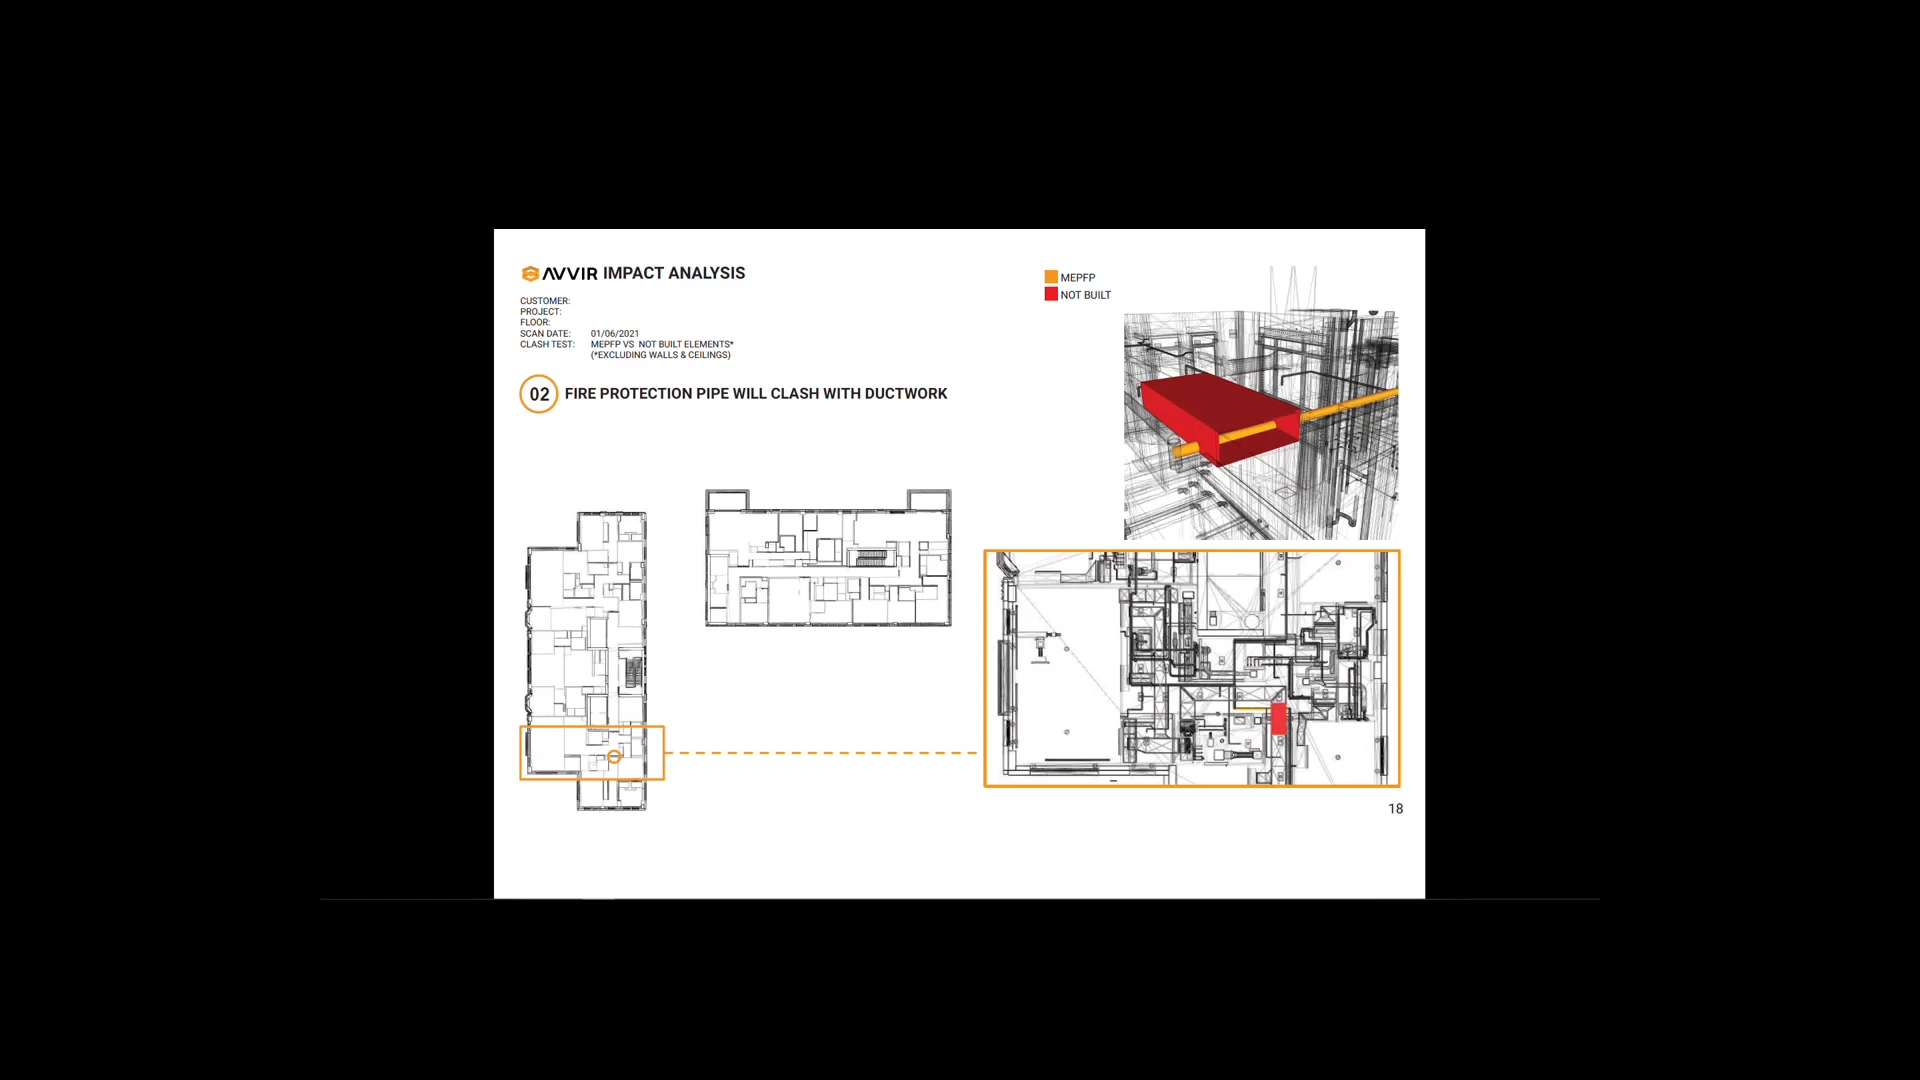 AVVIR IMPACT ANALYSIS
CUSTOMER:
PROJECT:
FLOOR:
SCAN DATE: 01/06/2021
CLASH TEST: MEPFP VS NOT BUILT ELEMENTS*
(*EXCLUDING WALLS & CEILINGS)
02 FIRE PROTECTION PIPE WILL CLASH WITH DUCTWORK
MEPFP
NOT BUILT
18